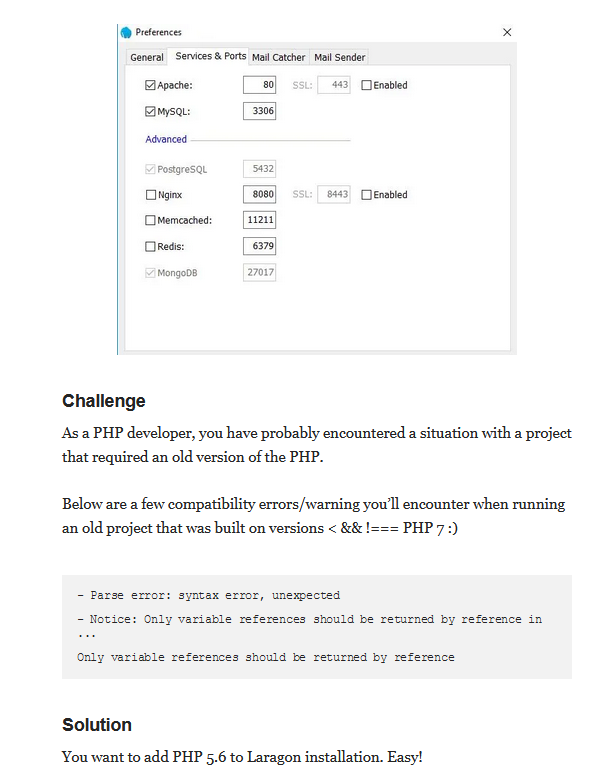 Preferences
General Services & Ports Mail Catcher Mail Sender
Apache: 80 SSL: 443 Enabled
MySQL: 3306
Advanced
PostgreSQL 5432
Nginx 8080 SSL: 8443 Enabled
Memcached: 11211
Redis: 6379
MongoDB 27017
Challenge
As a PHP developer, you have probably encountered a situation with a project
that required an old version of the PHP.
Below are a few compatibility errors/warning you’ll encounter when running
an old project that was built on versions < && !=== PHP 7 :)
- Parse error: syntax error, unexpected
- Notice: Only variable references should be returned by reference in
...
Only variable references should be returned by reference
Solution
You want to add PHP 5.6 to Laragon installation. Easy!